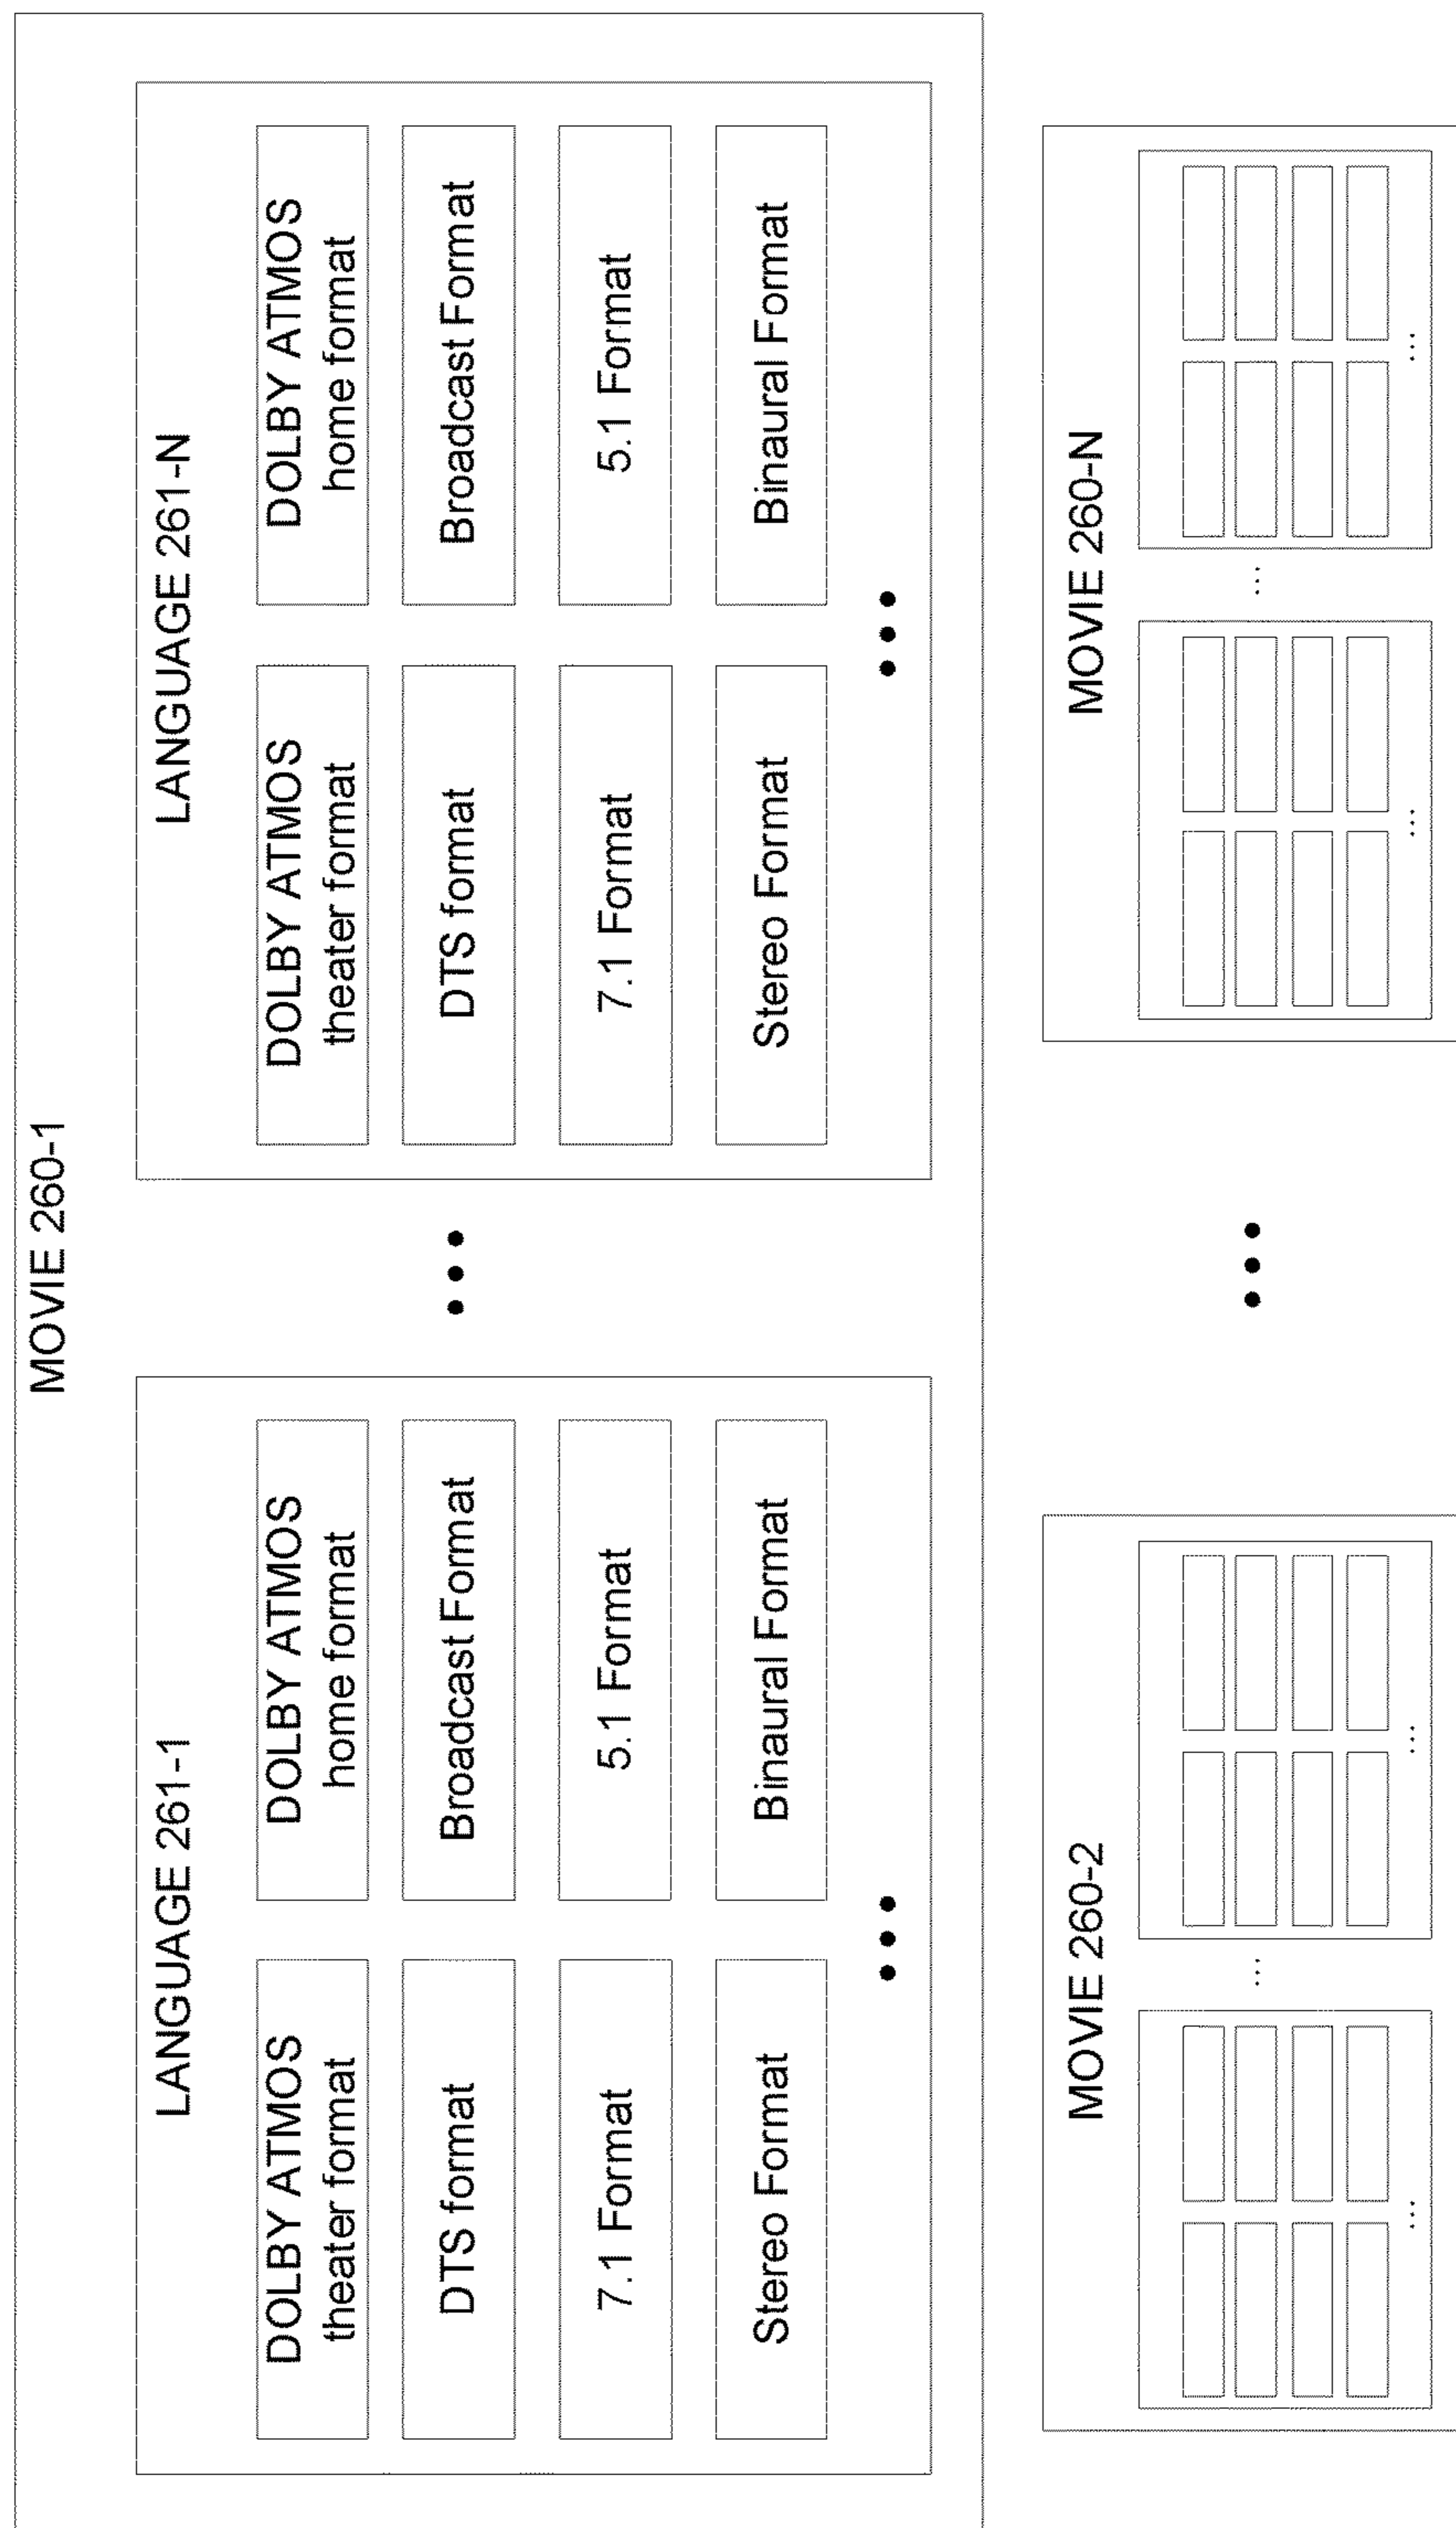 MOVIE 260-1
LANGUAGE 261-1
DOLBY ATMOS
theater format
DOLBY ATMOS
home format
DTS format
Broadcast Format
7.1 Format
5.1 Format
Stereo Format
Binaural Format
LANGUAGE 261-N
DOLBY ATMOS
theater format
DOLBY ATMOS
home format
DTS format
Broadcast Format
7.1 Format
5.1 Format
Stereo Format
Binaural Format
MOVIE 260-2
MOVIE 260-N